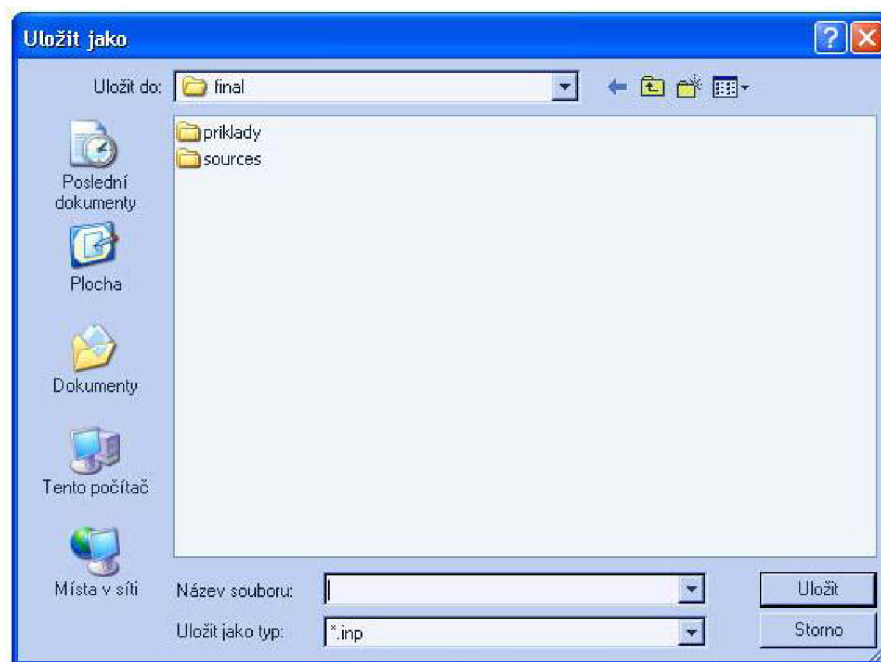 Uložit jako
Uložit do: final
priklady
sources
Poslední
dokumenty
Plocha
Dokumenty
Tento počítač
Místa v síti
Název souboru:
Uložit
Uložit jako typ: *.inp
Storno